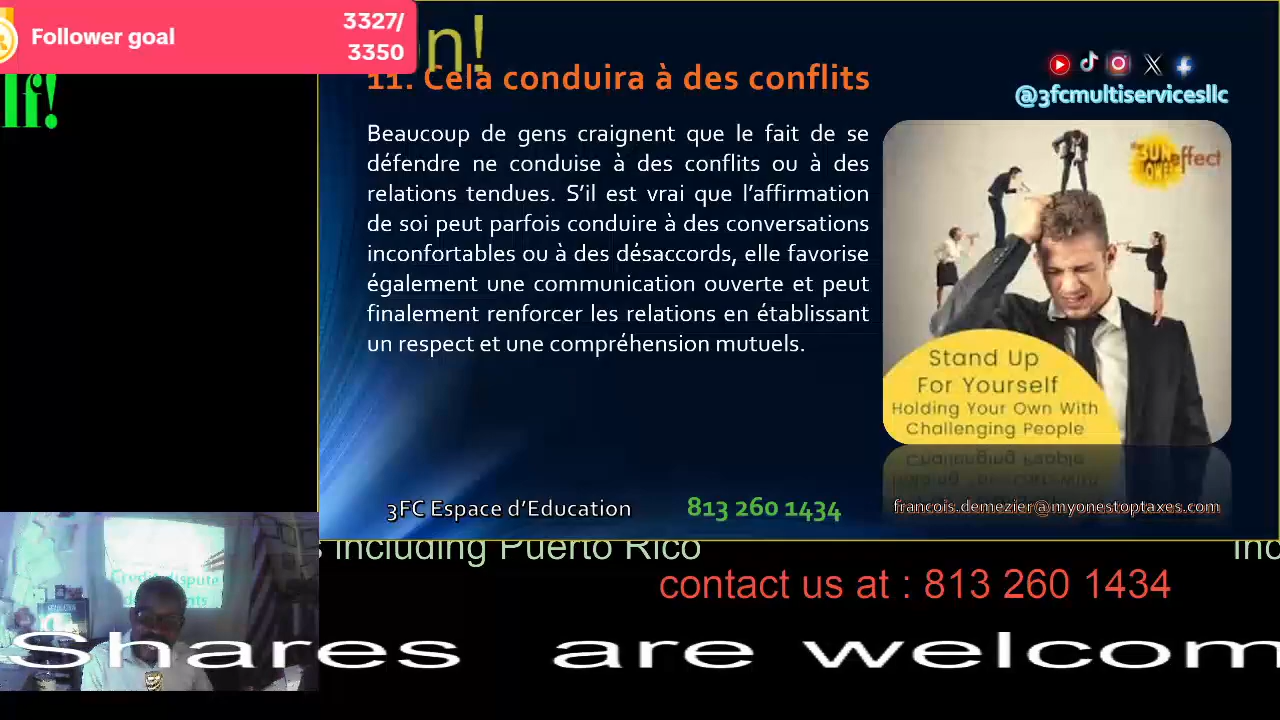 Follower goal
3327/
3350
on!
lf!
11. Cela conduira à des conflits
@3fcmultiservicesllc
Beaucoup de gens craignent que le fait de se
défendre ne conduise à des conflits ou à des
relations tendues. S’il est vrai que l’affirmation
de soi peut parfois conduire à des conversations
inconfortables ou à des désaccords, elle favorise
également une communication ouverte et peut
finalement renforcer les relations en établissant
un respect et une compréhension mutuels.
effect
Stand Up
For Yourself
Holding Your Own With
Challenging People
3FC Espace d’Education
813 260 1434
francois.demezier@myonestoptaxes.com
s including Puerto Rico
inc
contact us at : 813 260 1434
Credit dispute
Shares are welcom